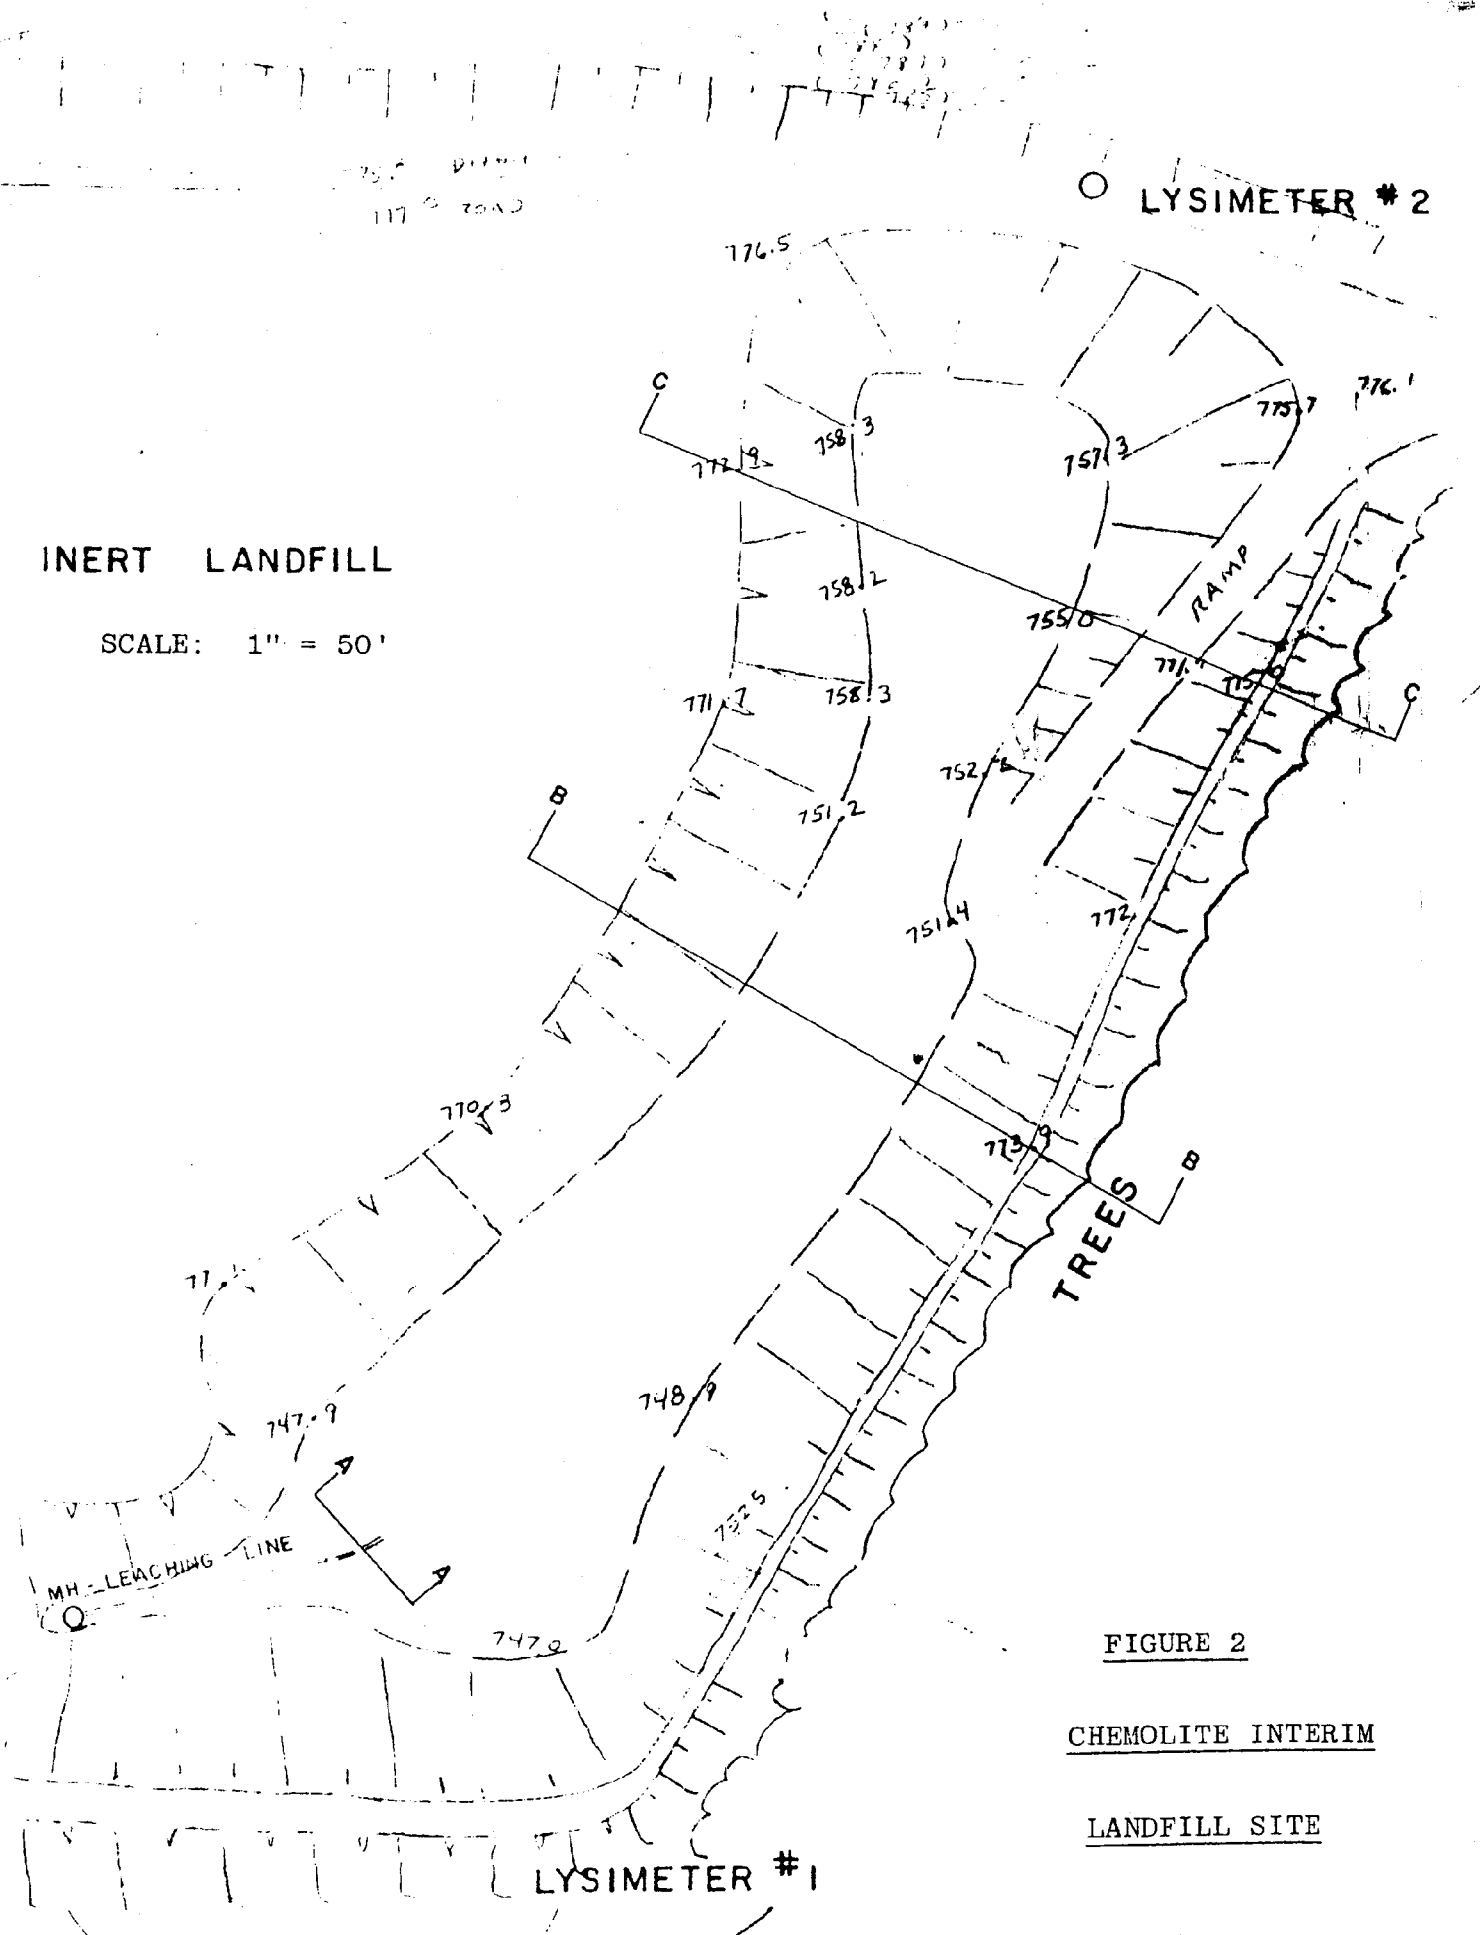 LYSIMETER #2
776.5
C
776.1
775.7
758.3
757.3
772.9
INERT LANDFILL
758.2
RAMP
755.0
SCALE: 1" = 50'
771.7
758.3
C
752.6
B
751.2
751.4
772.
770.3
773.9
B
TREES
748.9
747.9
A
752.5
MH - LEACHING LINE
A
747.0
FIGURE 2
CHEMOLITE INTERIM
LANDFILL SITE
LYSIMETER #1